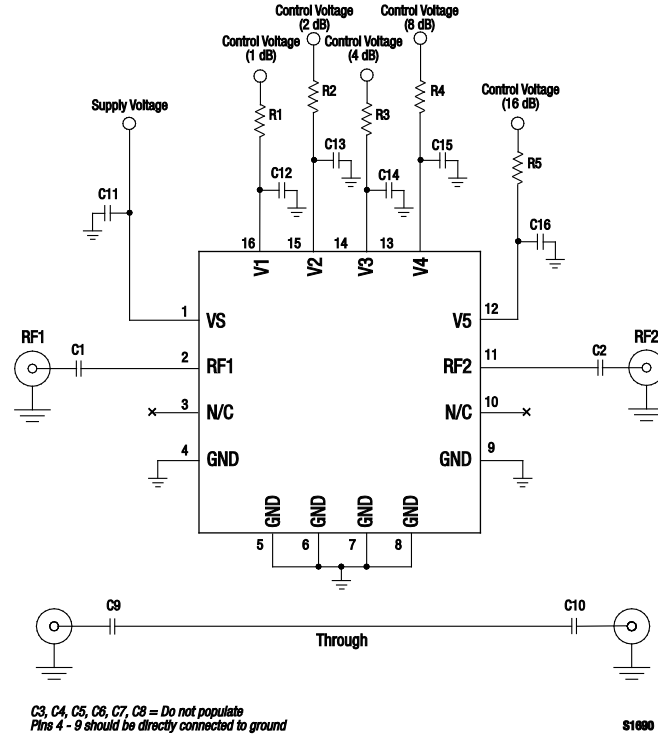 Control Voltage
(2 dB)
Control Voltage
(8 dB)
Control Voltage
(1 dB)
Control Voltage
(4 dB)
R2
R4
Control Voltage
(16 dB)
Supply Voltage
R1
R3
C13
C15
R5
C12
C14
C11
C16
16
15
14
13
V1
V2
V3
V4
1
VS
V5
12
RF1
C1
2
RF1
RF2
11
C2
RF2
3
N/C
N/C
10
4
GND
GND
9
GND
GND
GND
GND
5
6
7
8
C9
C10
Through
C3, C4, C5, C6, C7, C8 = Do not populate
Pins 4 - 9 should be directly connected to ground
S1690